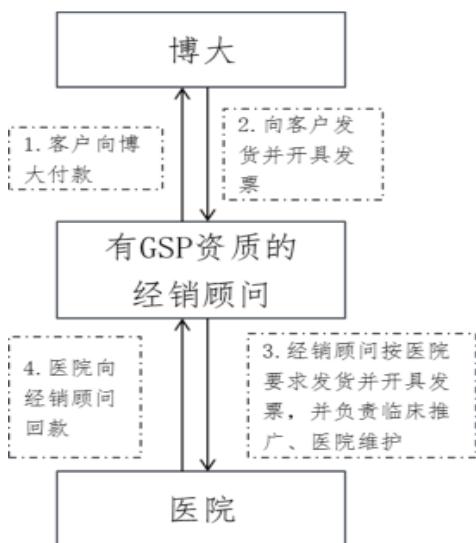 博大
1.客户向博
大付款
2.向客户发
货并开具发
票
有GSP资质的
经销顾问
4.医院向
经销顾问
回款
3.经销顾问按医院
要求发货并开具发
票，并负责临床推
广、医院维护
医院